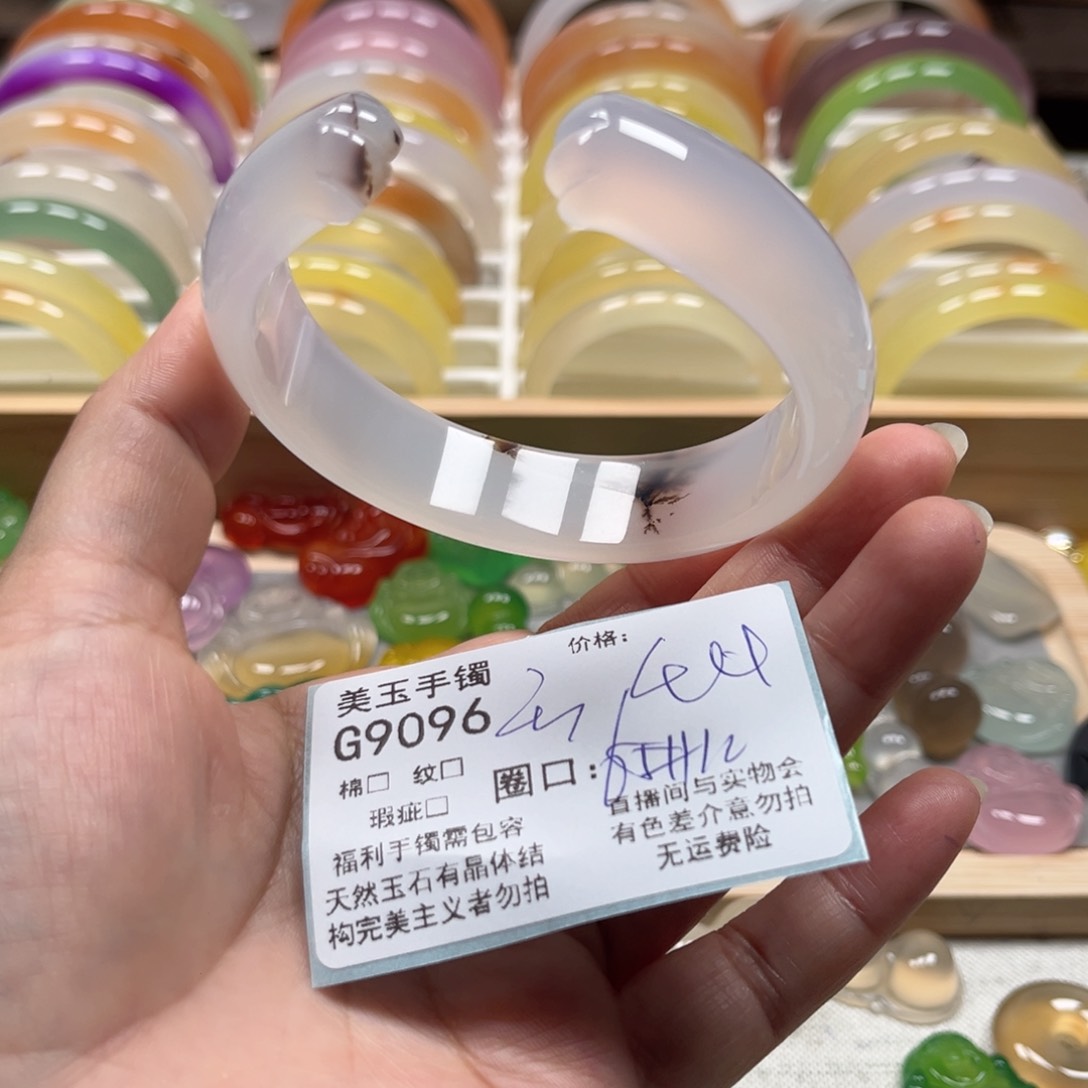 价格：
美玉手镯
G9096
棉□ 纹□ 圈口：
瑕疵□
直播间与实物会
有色差介意勿拍
无运费险
福利手镯需包容
天然玉石有晶体结
构完美主义者勿拍